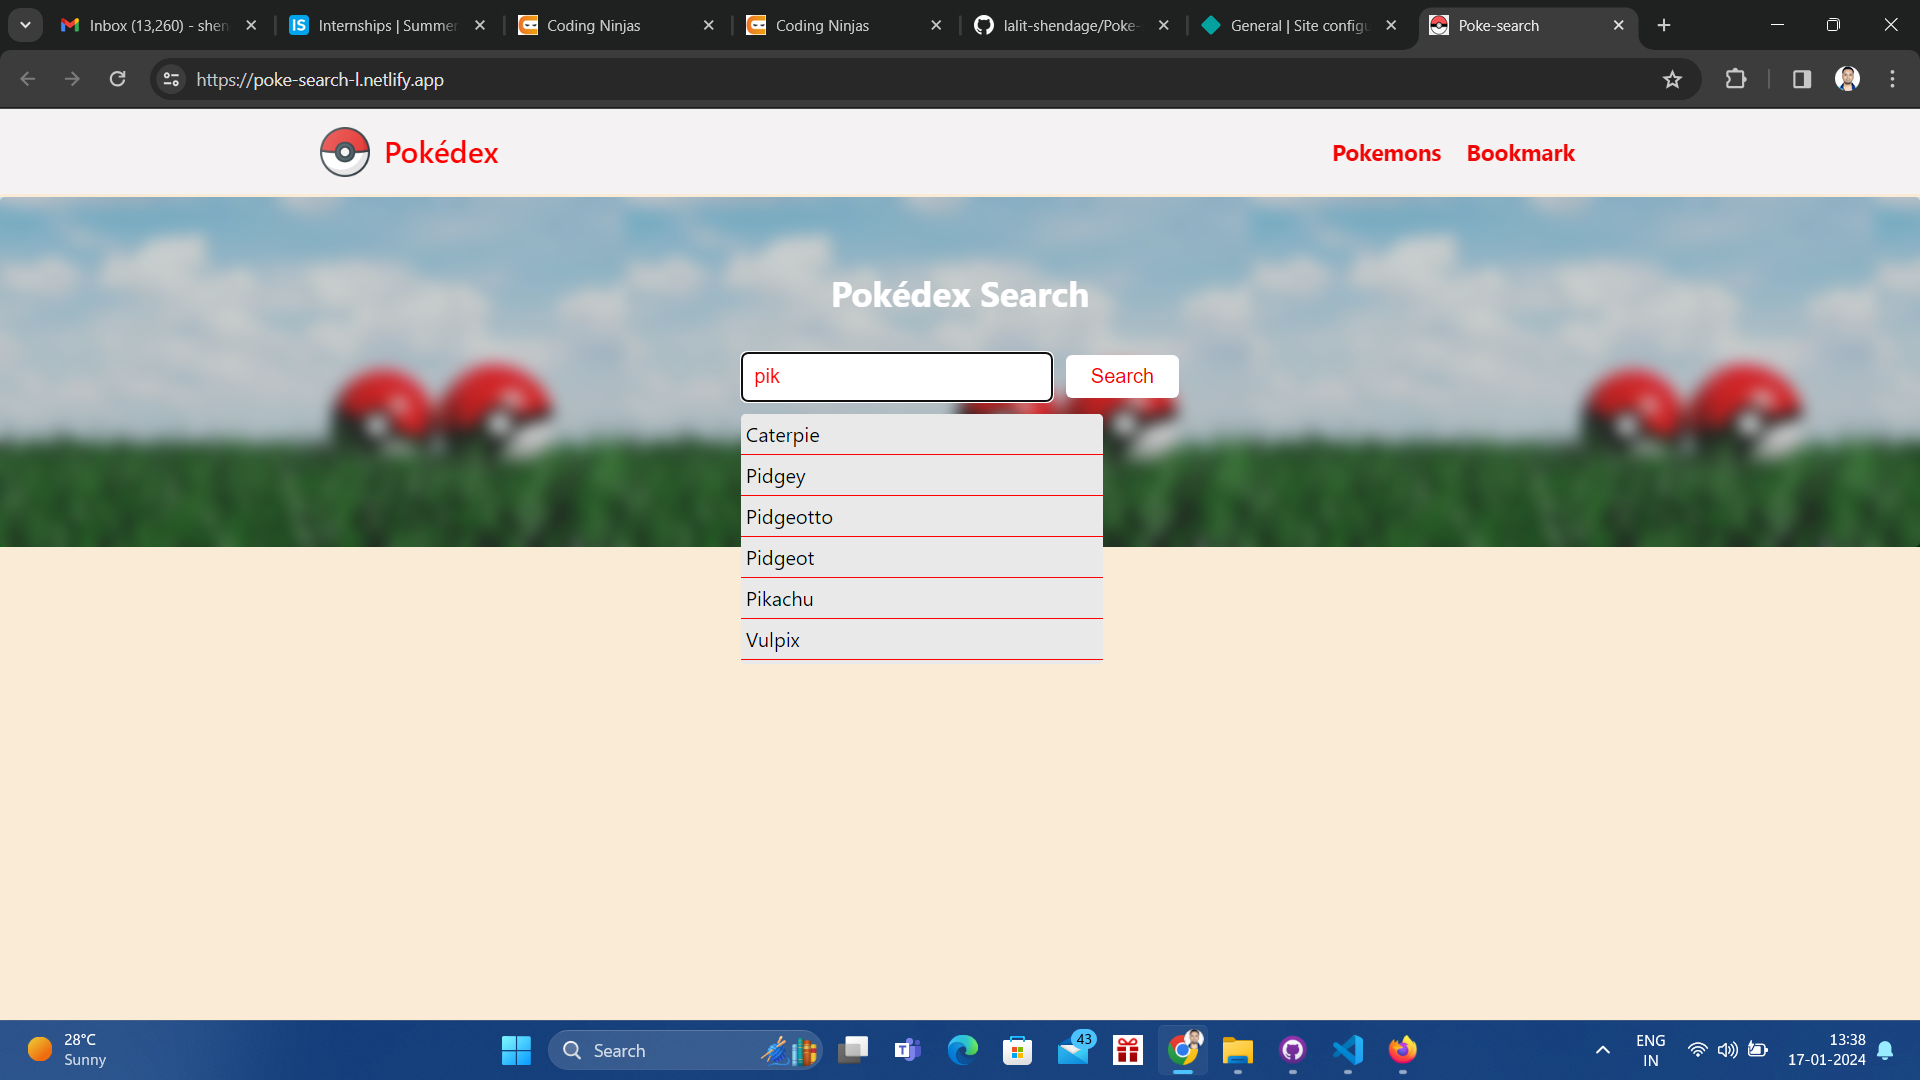 Inbox (13,260) - shen
Internships | Summer
Coding Ninjas
Coding Ninjas
lalit-shendage/Poke-
General | Site configu
Poke-search
https://poke-search-l.netlify.app
Pokédex
Pokemons
Bookmark
Pokédex Search
pik
Search
Caterpie
Pidgey
Pidgeotto
Pidgeot
Pikachu
Vulpix
28°C
Sunny
Search
43
ENG
IN
13:38
17-01-2024